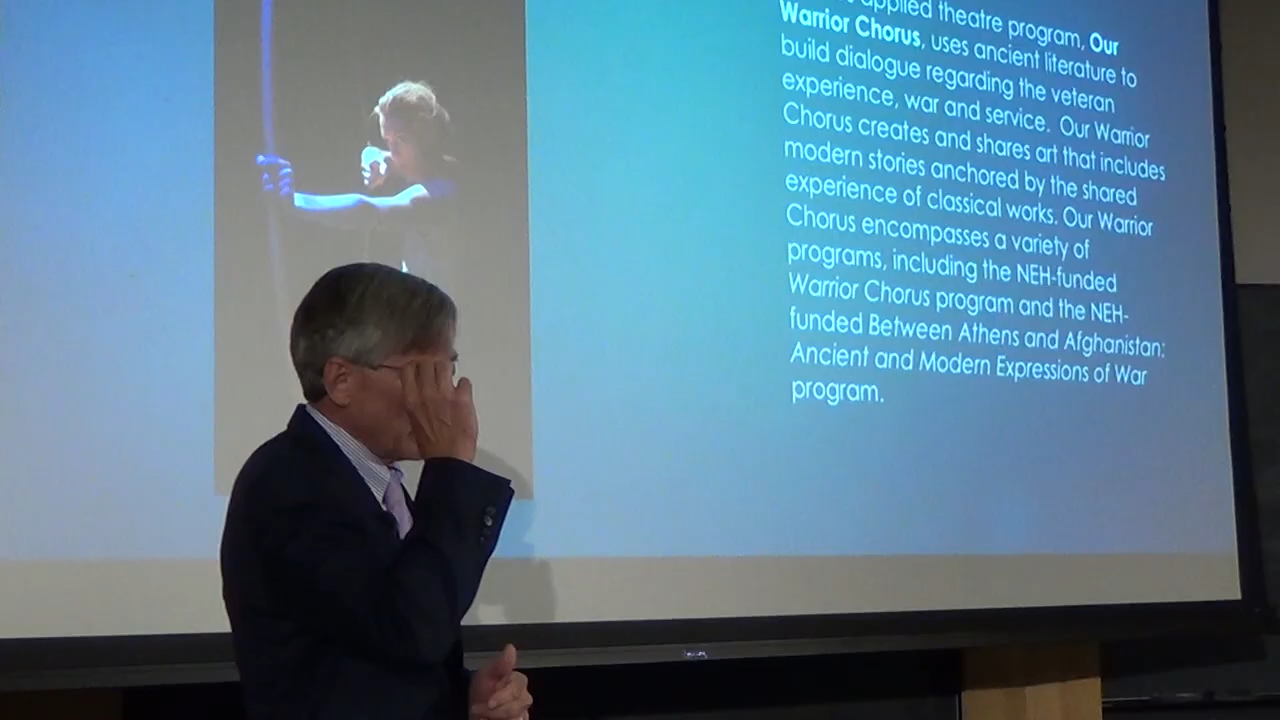 applied theatre program, Our
Warrior Chorus, uses ancient literature to
build dialogue regarding the veteran
experience, war and service. Our Warrior
Chorus creates and shares art that includes
modern stories anchored by the shared
experience of classical works. Our Warrior
Chorus encompasses a variety of
programs, including the NEH-funded
Warrior Chorus program and the NEH-
funded Between Athens and Afghanistan:
Ancient and Modern Expressions of War
program.